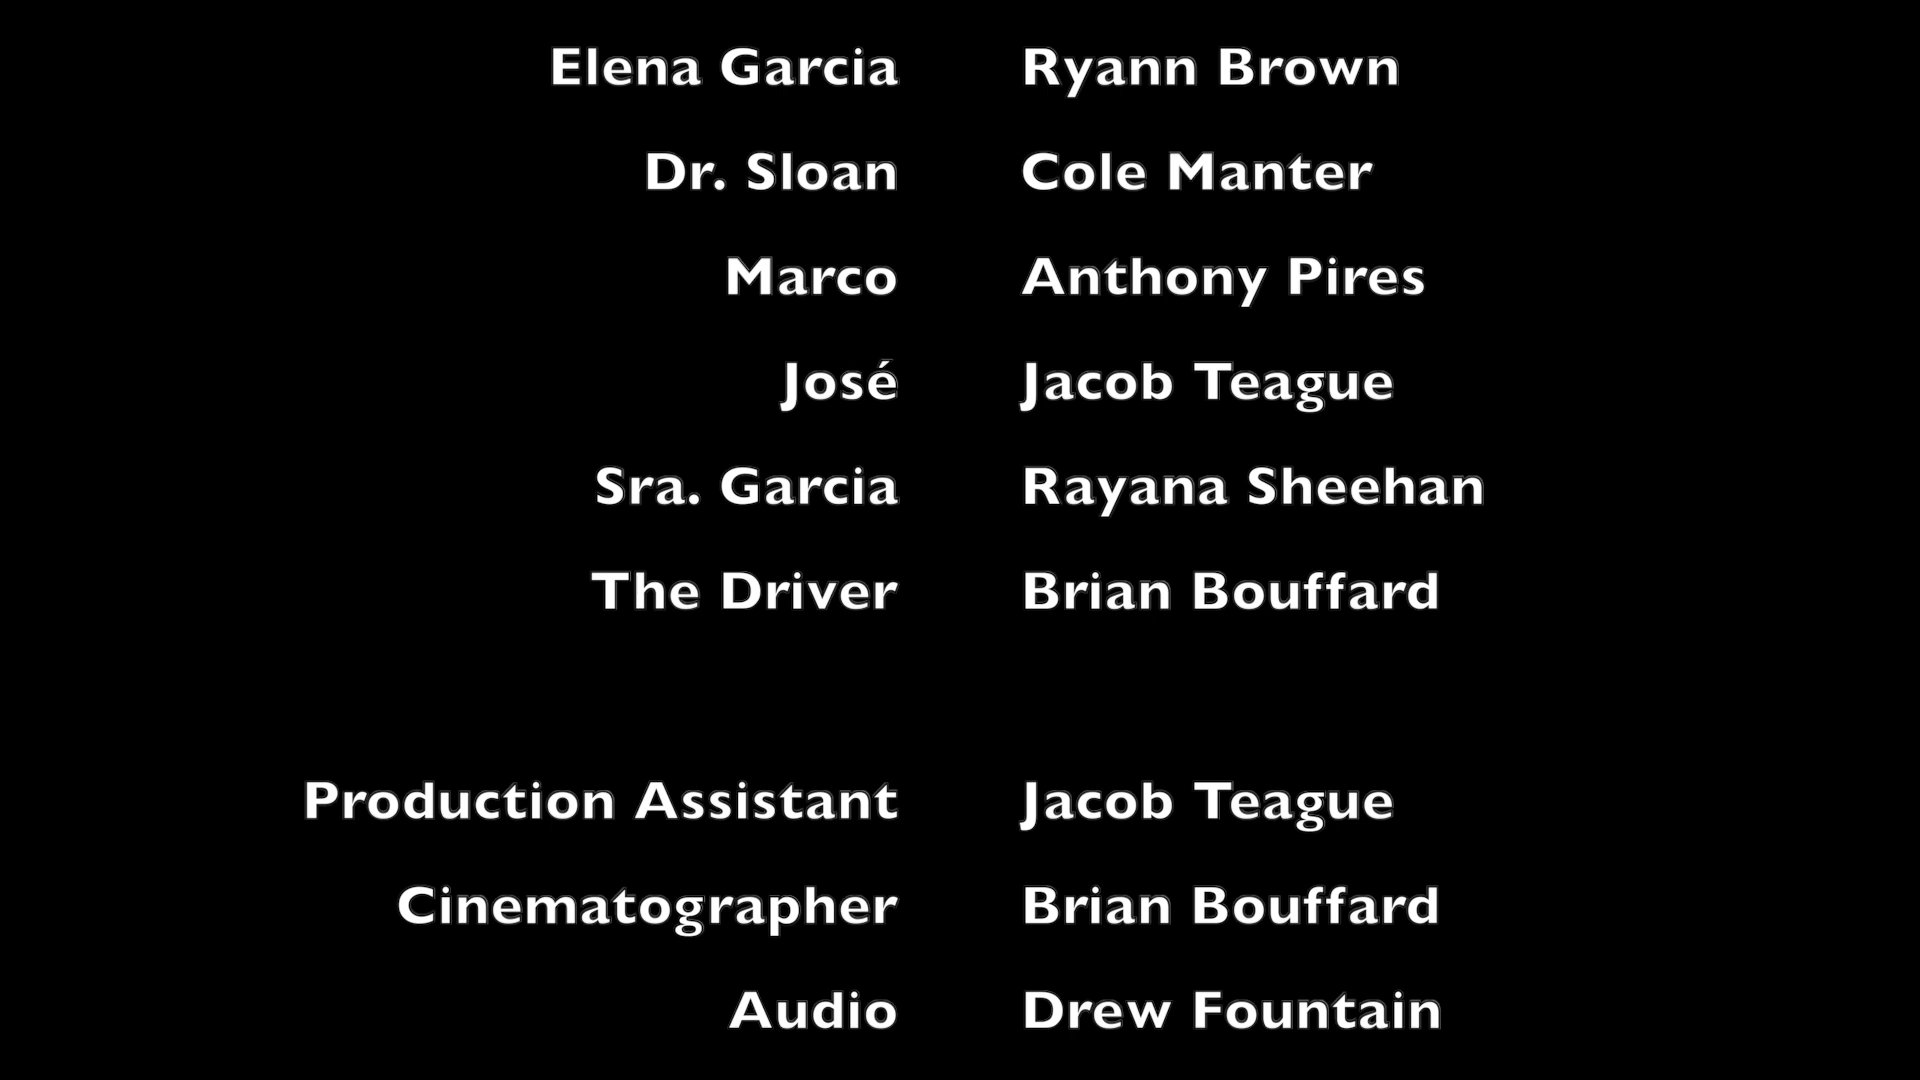 Elena Garcia Ryann Brown
Dr. Sloan Cole Manter
Marco Anthony Pires
José Jacob Teague
Sra. Garcia Rayana Sheehan
The Driver Brian Bouffard
Production Assistant Jacob Teague
Cinematographer Brian Bouffard
Audio Drew Fountain